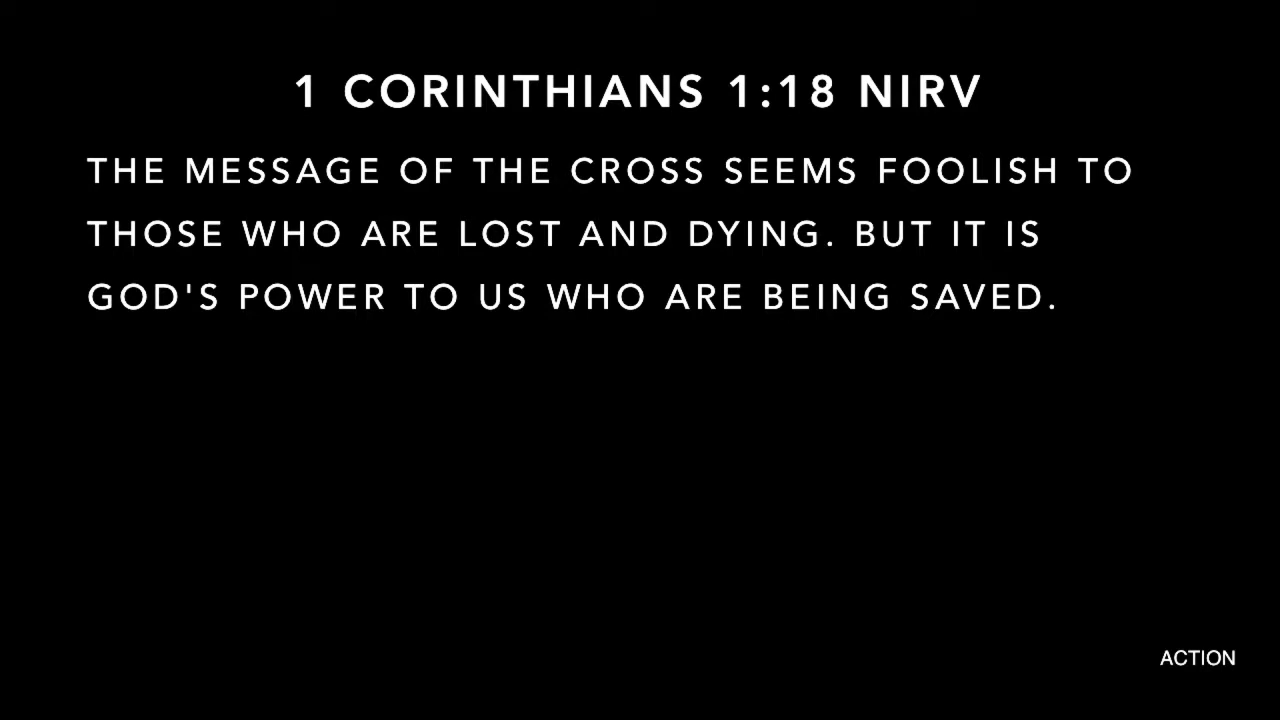 1 CORINTHIANS 1:18 NIRV
THE MESSAGE OF THE CROSS SEEMS FOOLISH TO
THOSE WHO ARE LOST AND DYING. BUT IT IS
GOD'S POWER TO US WHO ARE BEING SAVED.
ACTION